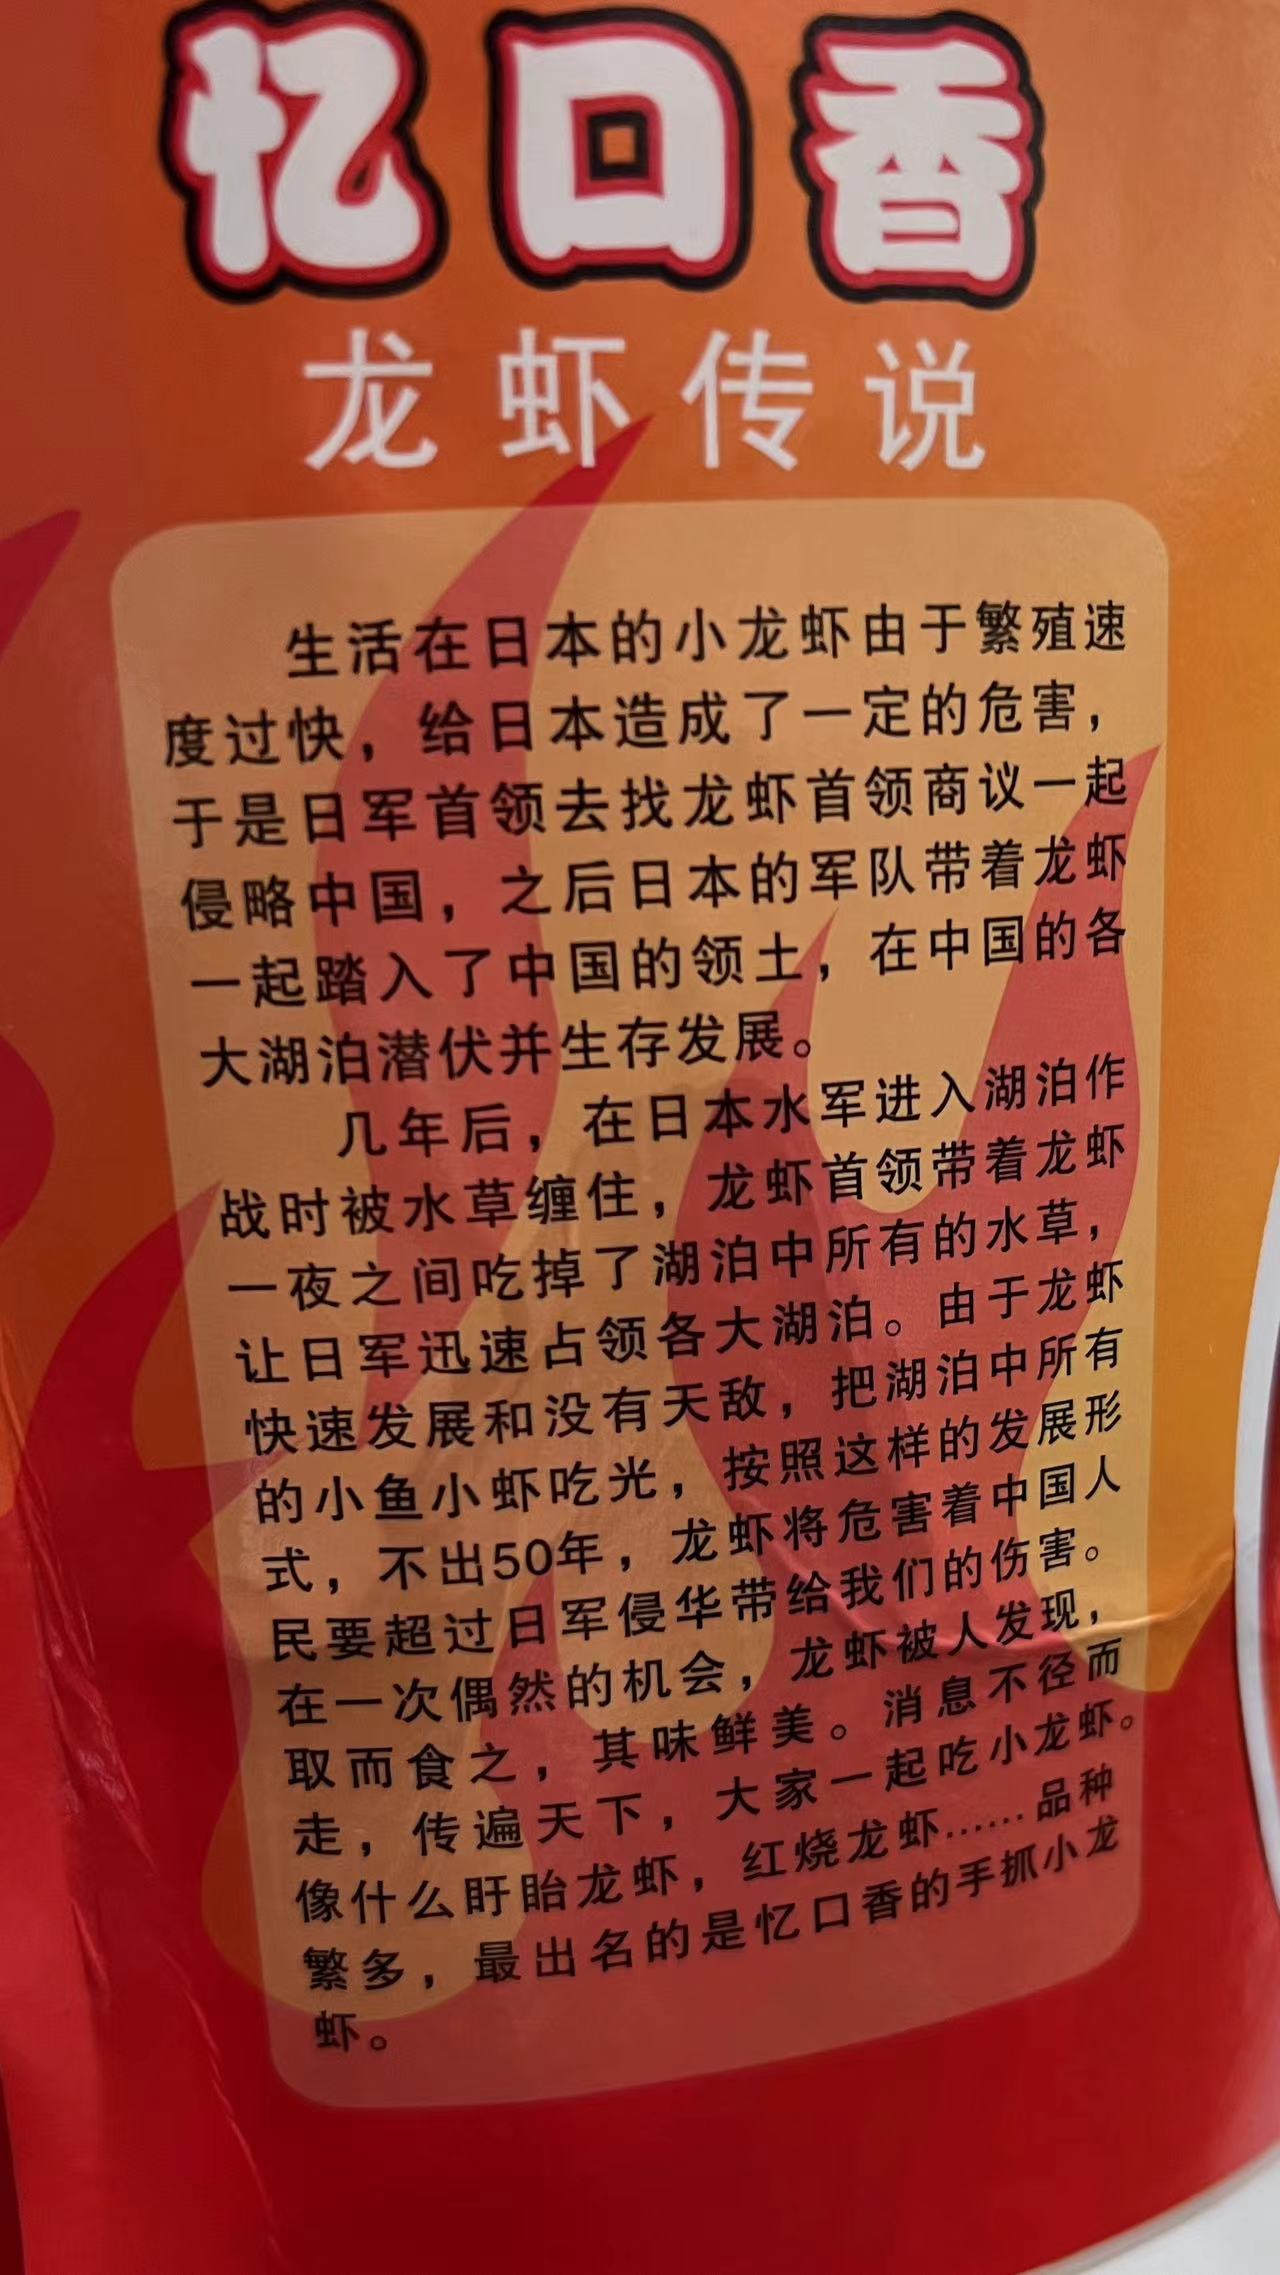 忆口香
龙虾传说
生活在日本的小龙虾由于繁殖速
度过快，给日本造成了一定的危害，
于是日军首领去找龙虾首领商议一起
侵略中国，之后日本的军队带着龙虾
一起踏入了中国的领土，在中国的各
大湖泊潜伏并生存发展。
几年后，在日本水军进入湖泊作
战时被水草缠住，龙虾首领带着龙虾
一夜之间吃掉了湖泊中所有的水草，
让日军迅速占领各大湖泊。由于龙虾
快速发展和没有天敌，把湖泊中所有
的小鱼小虾吃光，按照这样的发展形
式，不出50年，龙虾将危害着中国人
民要超过日军侵华带给我们的伤害。
在一次偶然的机会，龙虾被人发现，
取而食之，其味鲜美。消息不径而
走，传遍天下，大家一起吃小龙虾。
像什么盱眙龙虾，红烧龙虾……品种
繁多，最出名的是忆口香的手抓小龙
虾。